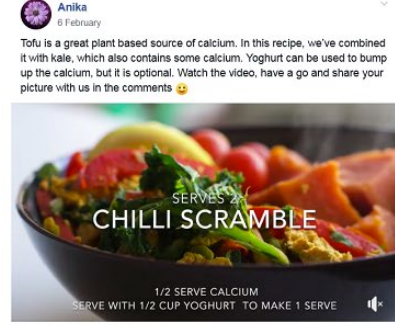 Anika
6 February
Tofu is a great plant based source of calcium. In this recipe, we've combined
it with kale, which also contains some calcium. Yoghurt can be used to bump
up the calcium, but it is optional. Watch the video, have a go and share your
picture with us in the comments 🙂
SERVES 2
CHILLI SCRAMBLE
1/2 SERVE CALCIUM
SERVE WITH 1/2 CUP YOGHURT TO MAKE 1 SERVE